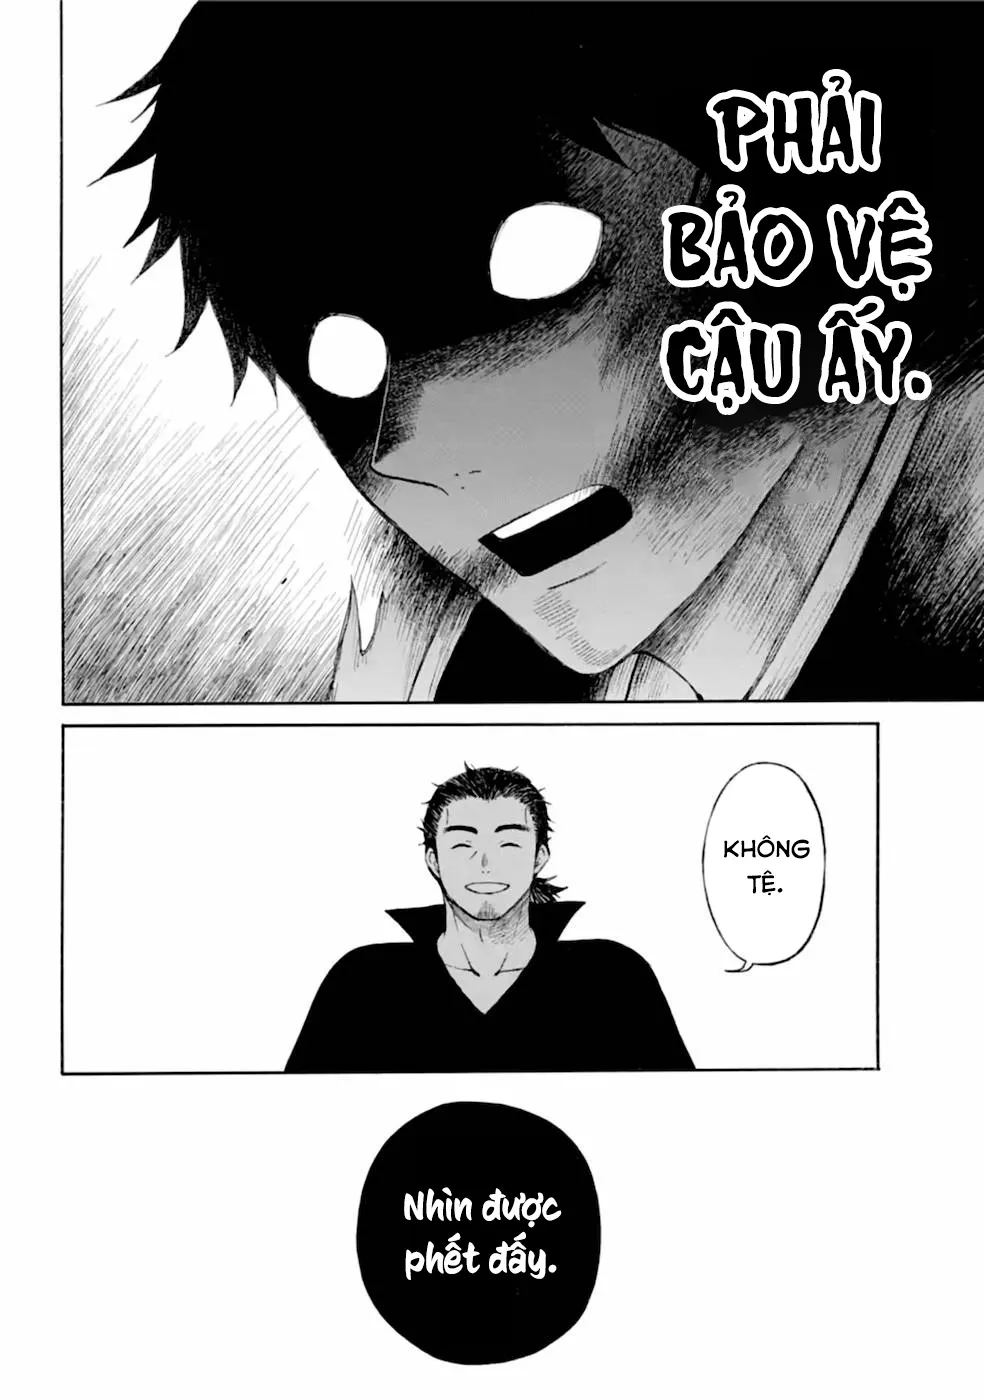 PHẢI
BẢO VỆ
CẬU ẤY.
KHÔNG
TỆ.
Nhìn được
phết đấy.